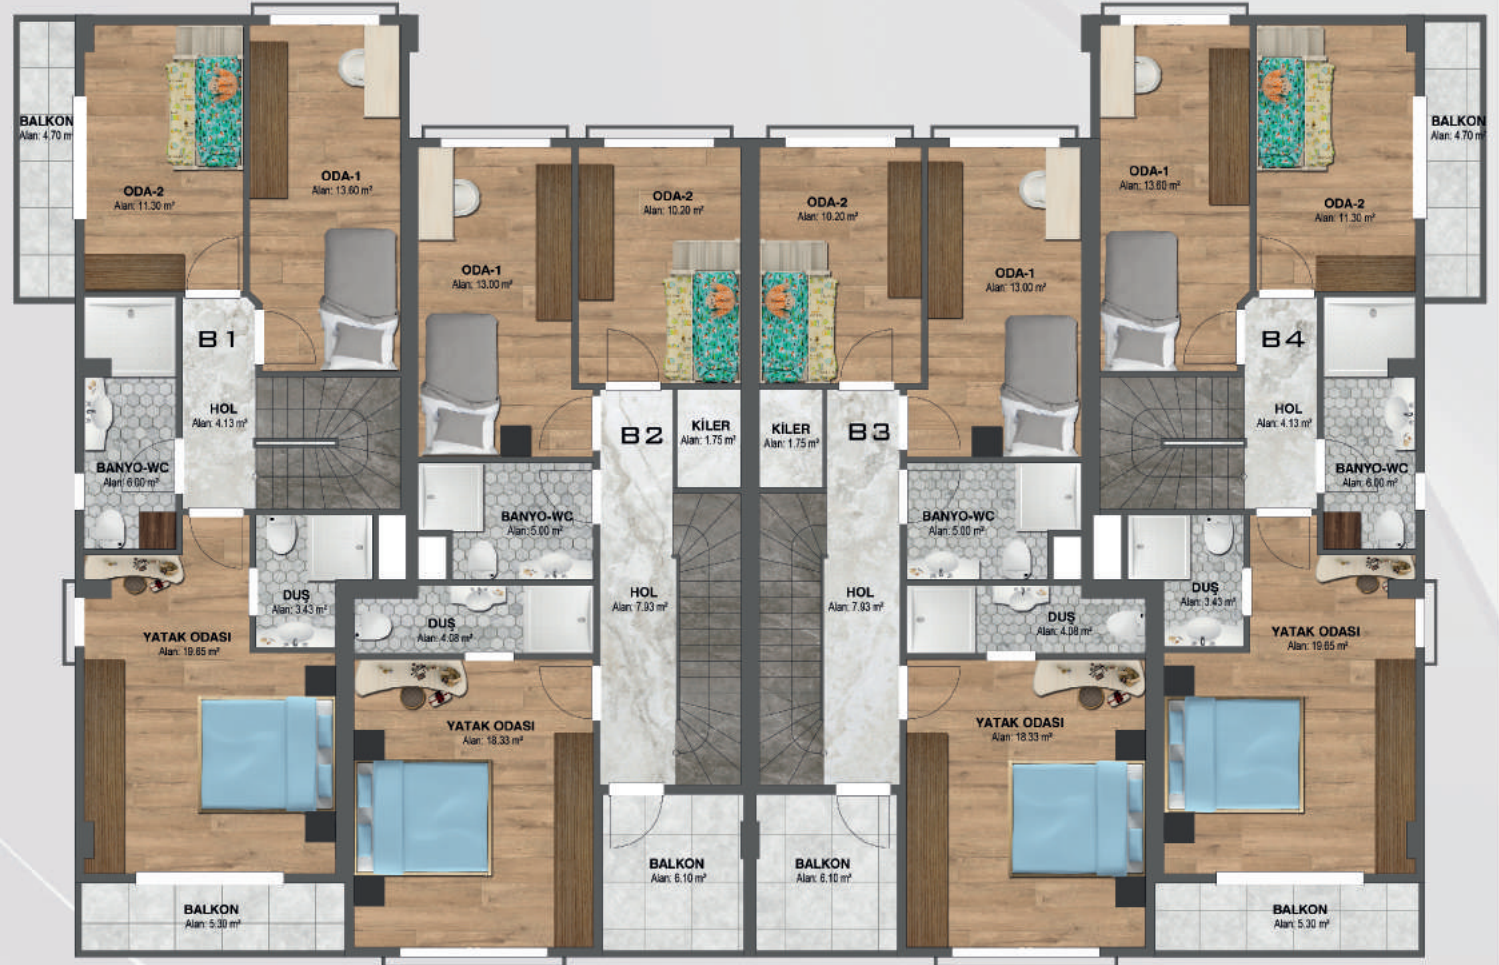 BALKON
Alan: 4.70 m²
ODA-2
Alan: 11.30 m²
ODA-1
Alan: 13.60 m²
B1
HOL
Alan: 4.13 m²
BANYO-WC
Alan: 6.00 m²
DUŞ
Alan: 3.43 m²
YATAK ODASI
Alan: 19.65 m²
BALKON
Alan: 5.30 m²
ODA-1
Alan: 13.00 m²
ODA-2
Alan: 10.20 m²
B2
KİLER
Alan: 1.75 m²
BANYO-WC
Alan: 5.00 m²
HOL
Alan: 7.93 m²
DUŞ
Alan: 4.08 m²
YATAK ODASI
Alan: 18.33 m²
BALKON
Alan: 6.10 m²
ODA-2
Alan: 10.20 m²
ODA-1
Alan: 13.00 m²
KİLER
Alan: 1.75 m²
B3
BANYO-WC
Alan: 5.00 m²
HOL
Alan: 7.93 m²
DUŞ
Alan: 4.08 m²
YATAK ODASI
Alan: 18.33 m²
BALKON
Alan: 6.10 m²
ODA-1
Alan: 13.60 m²
ODA-2
Alan: 11.30 m²
BALKON
Alan: 4.70 m²
B4
HOL
Alan: 4.13 m²
BANYO-WC
Alan: 6.00 m²
DUŞ
Alan: 3.43 m²
YATAK ODASI
Alan: 19.65 m²
BALKON
Alan: 5.30 m²